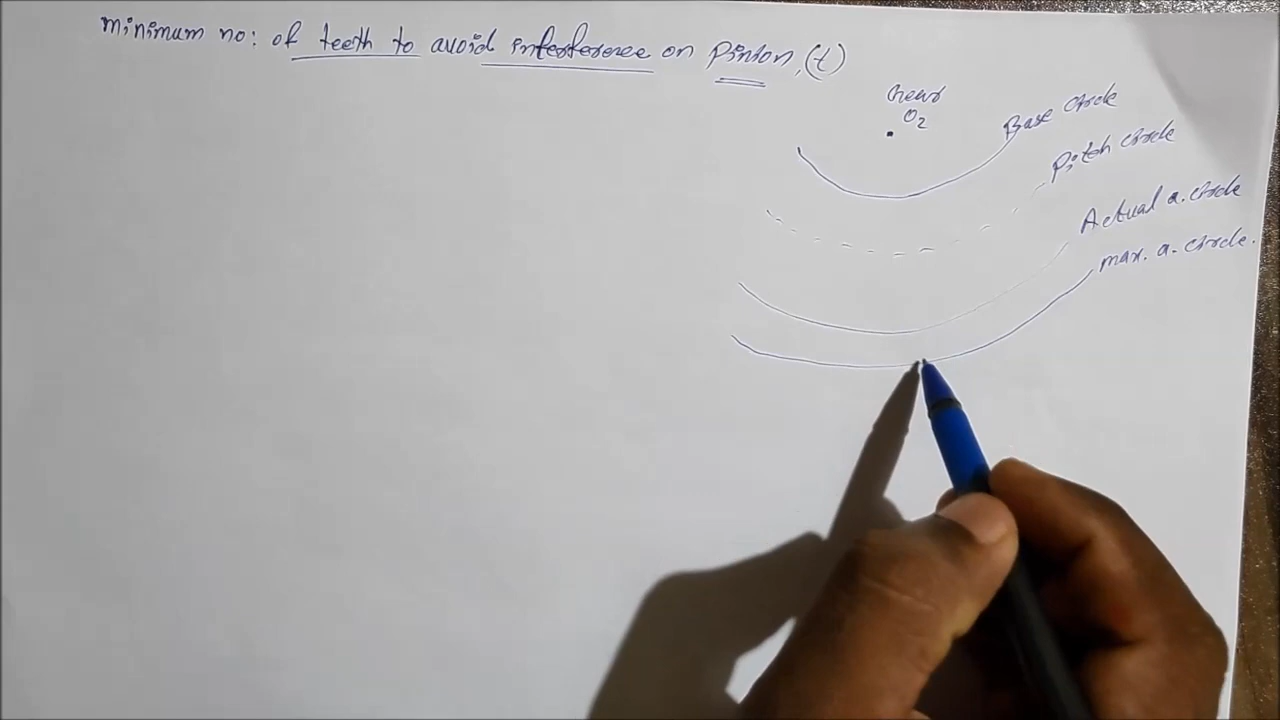 minimum no: of teeth to avoid interference on Pinion, (t)
Gear
O2
Base circle
Pitch circle
Actual a. circle
max. a. circle.